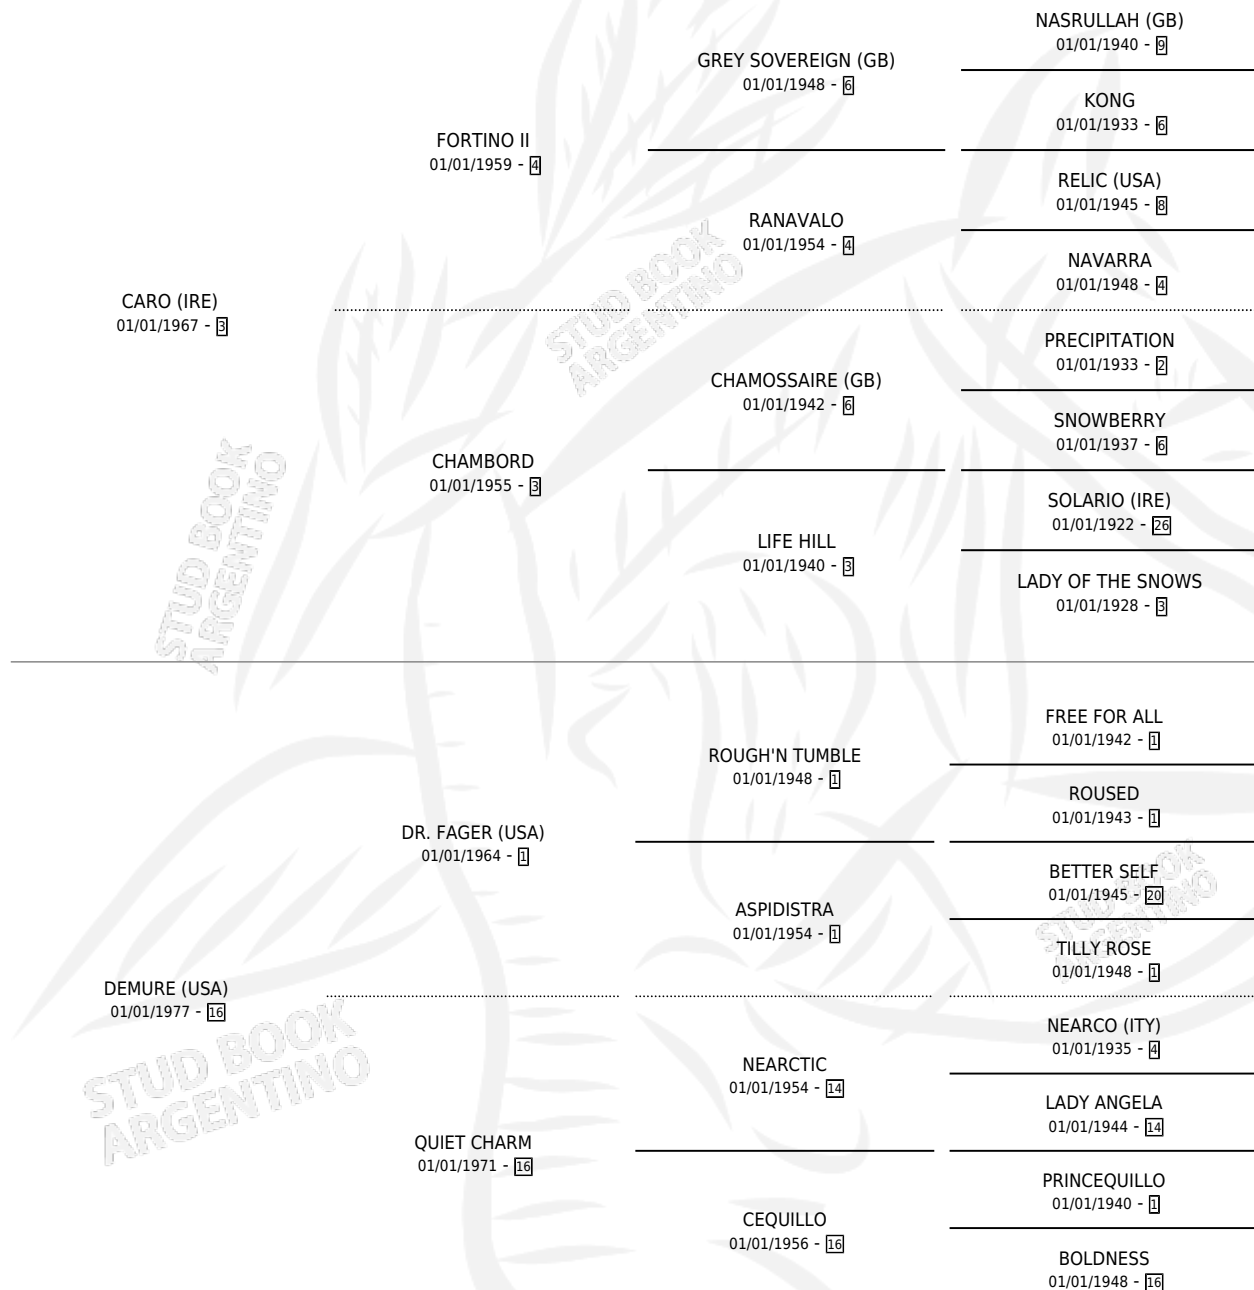 NASRULLAH (GB)
01/01/1940 - 9
GREY SOVEREIGN (GB)
01/01/1948 - 6
KONG
01/01/1933 - 6
FORTINO II
01/01/1959 - 4
RELIC (USA)
01/01/1945 - 8
RANAVALO
01/01/1954 - 4
NAVARRA
01/01/1948 - 4
CARO (IRE)
01/01/1967 - 3
PRECIPITATION
01/01/1933 - 2
CHAMOSSAIRE (GB)
01/01/1942 - 6
SNOWBERRY
01/01/1937 - 6
CHAMBORD
01/01/1955 - 3
SOLARIO (IRE)
01/01/1922 - 26
LIFE HILL
01/01/1940 - 3
LADY OF THE SNOWS
01/01/1928 - 3
FREE FOR ALL
01/01/1942 - 1
ROUGH'N TUMBLE
01/01/1948 - 1
ROUSED
01/01/1943 - 1
DR. FAGER (USA)
01/01/1964 - 1
BETTER SELF
01/01/1945 - 20
ASPIDISTRA
01/01/1954 - 1
TILLY ROSE
01/01/1948 - 1
DEMURE (USA)
01/01/1977 - 16
NEARCO (ITY)
01/01/1935 - 4
NEARCTIC
01/01/1954 - 14
LADY ANGELA
01/01/1944 - 14
QUIET CHARM
01/01/1971 - 16
PRINCEQUILLO
01/01/1940 - 1
CEQUILLO
01/01/1956 - 16
BOLDNESS
01/01/1948 - 16
STUD BOOK
ARGENTINO
STUD BOOK
ARGENTINO
STUD BOOK
ARGENTINO
STUD BOOK
ARGENTINO